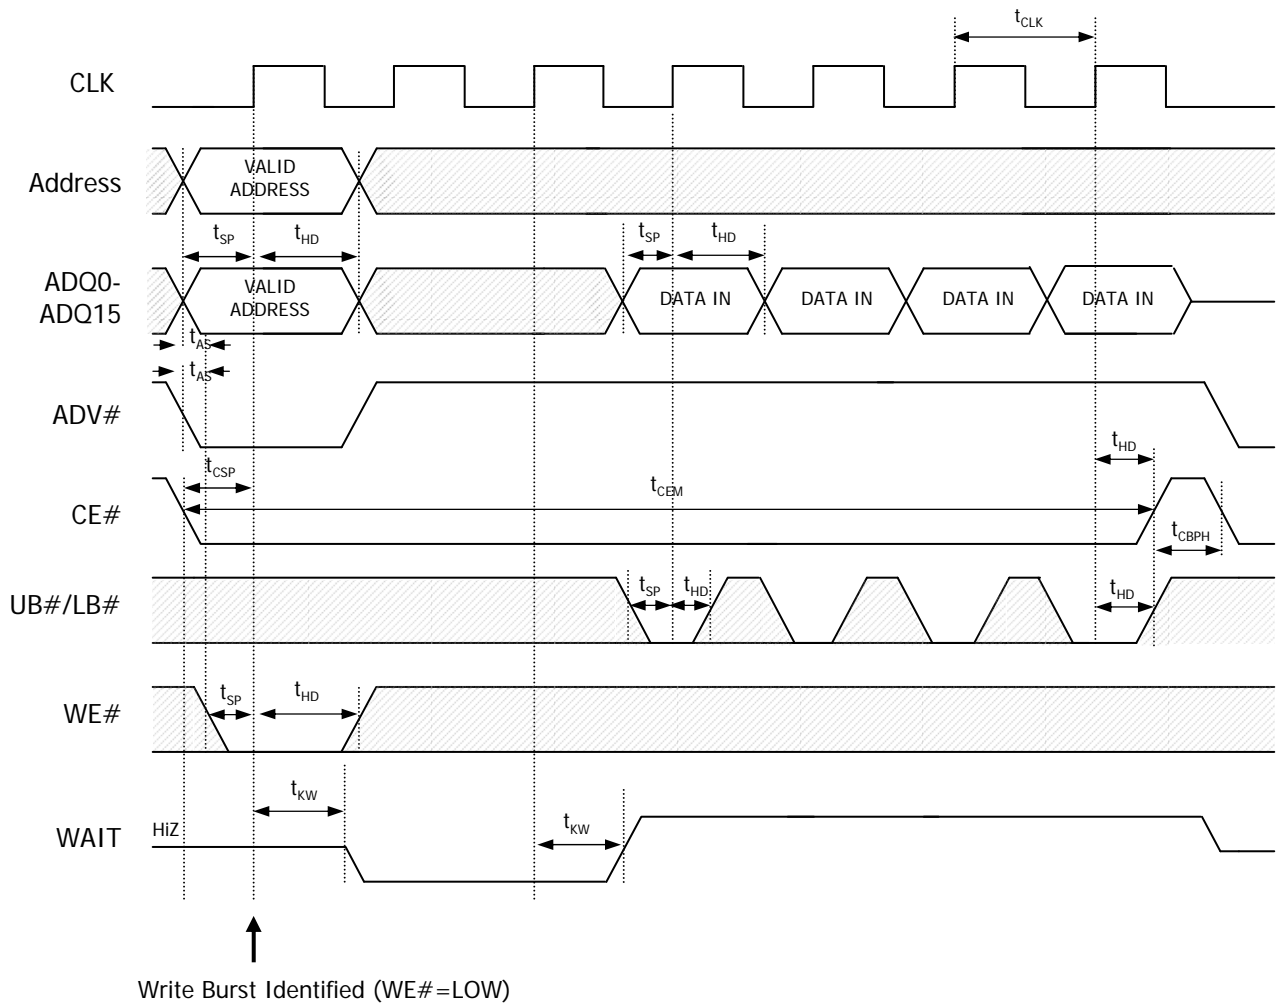 tCLK
CLK
Address
VALID
ADDRESS
tSP tHD tSP tHD
ADQ0-
ADQ15
VALID
ADDRESS
DATA IN DATA IN DATA IN DATA IN
tAS
tAS
ADV#
tHD
tCSP
tCEM
CE#
tCBPH
UB#/LB#
tSP tHD tHD
WE#
tSP tHD
tKW
tKW
WAIT
HiZ
Write Burst Identified (WE#=LOW)